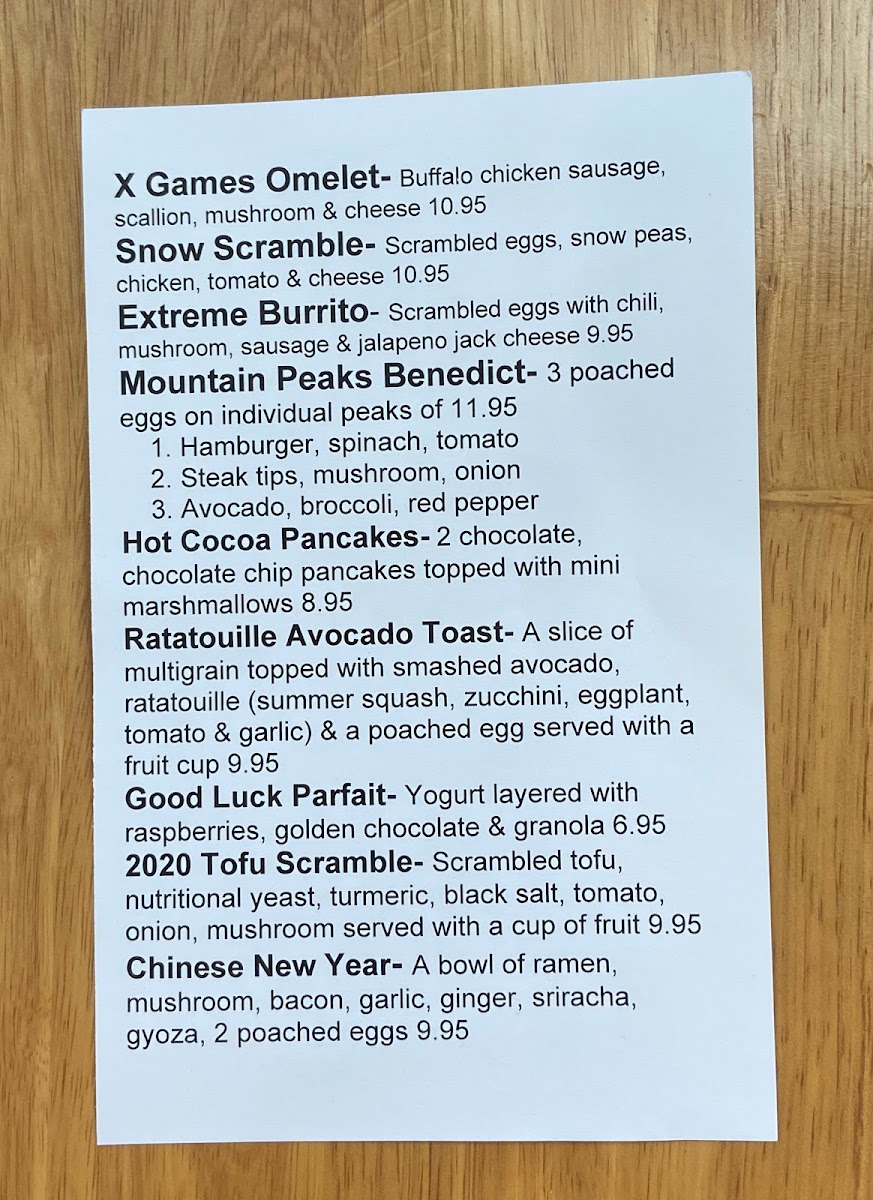 X Games Omelet- Buffalo chicken sausage,
scallion, mushroom & cheese 10.95
Snow Scramble- Scrambled eggs, snow peas,
chicken, tomato & cheese 10.95
Extreme Burrito- Scrambled eggs with chili,
mushroom, sausage & jalapeno jack cheese 9.95
Mountain Peaks Benedict- 3 poached
eggs on individual peaks of 11.95
1. Hamburger, spinach, tomato
2. Steak tips, mushroom, onion
3. Avocado, broccoli, red pepper
Hot Cocoa Pancakes- 2 chocolate,
chocolate chip pancakes topped with mini
marshmallows 8.95
Ratatouille Avocado Toast- A slice of
multigrain topped with smashed avocado,
ratatouille (summer squash, zucchini, eggplant,
tomato & garlic) & a poached egg served with a
fruit cup 9.95
Good Luck Parfait- Yogurt layered with
raspberries, golden chocolate & granola 6.95
2020 Tofu Scramble- Scrambled tofu,
nutritional yeast, turmeric, black salt, tomato,
onion, mushroom served with a cup of fruit 9.95
Chinese New Year- A bowl of ramen,
mushroom, bacon, garlic, ginger, sriracha,
gyoza, 2 poached eggs 9.95